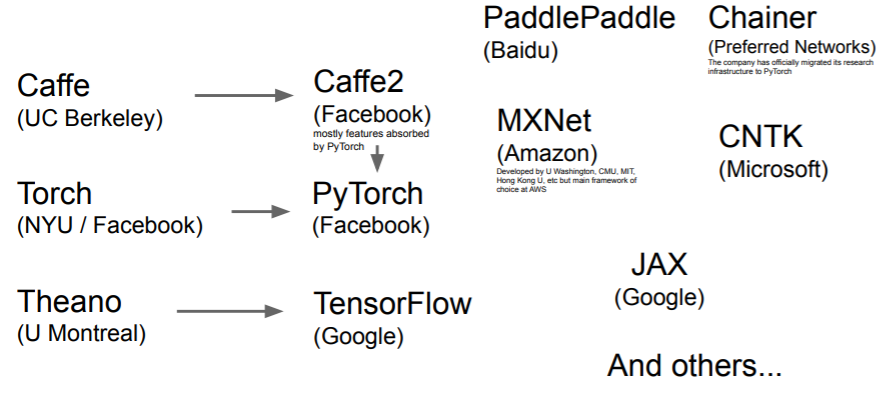 PaddlePaddle
(Baidu)
Chainer
(Preferred Networks)
The company has officially migrated its research
infrastructure to PyTorch
Caffe
(UC Berkeley)
Caffe2
(Facebook)
mostly features absorbed
by PyTorch
MXNet
(Amazon)
Developed by U Washington, CMU, MIT,
Hong Kong U, etc but main framework of
choice at AWS
CNTK
(Microsoft)
Torch
(NYU / Facebook)
PyTorch
(Facebook)
JAX
(Google)
Theano
(U Montreal)
TensorFlow
(Google)
And others...